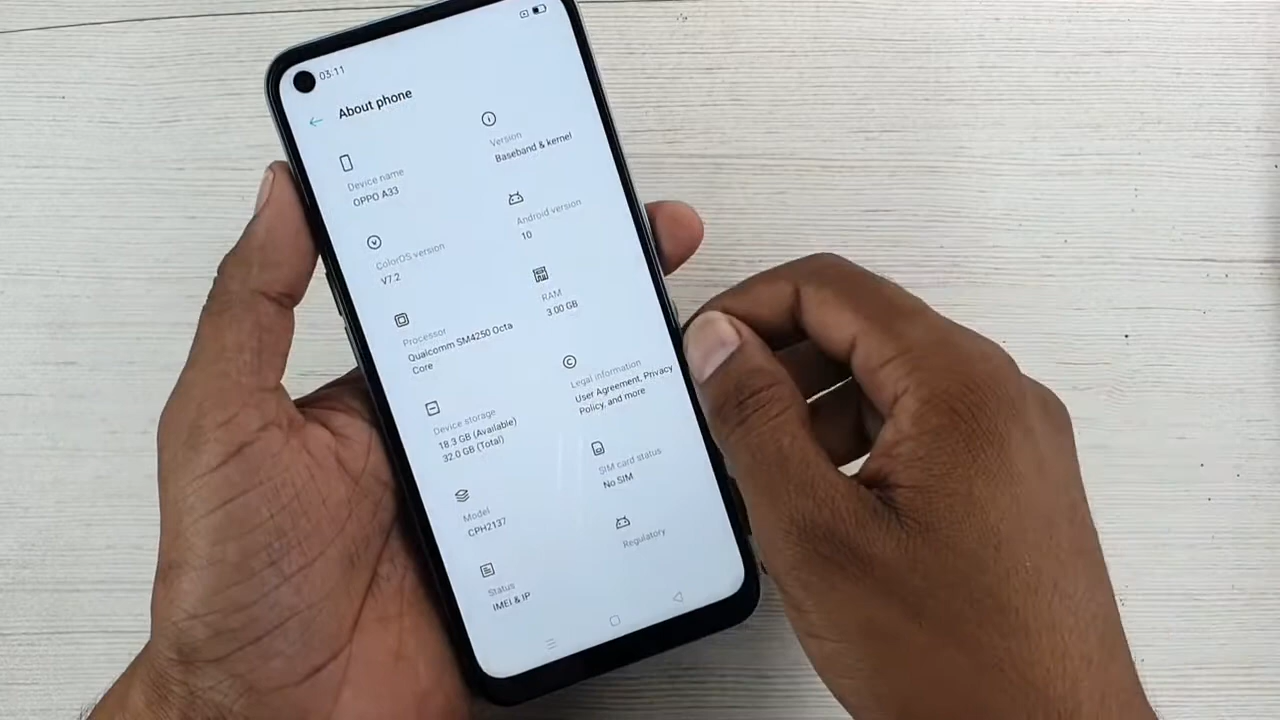 03:11
About phone
Device name
OPPO A33
Version
Baseband & kernel
ColorOS version
V7.2
Android version
10
Processor
Qualcomm SM4250 Octa
Core
RAM
3.00 GB
Device storage
18.3 GB (Available)
32.0 GB (Total)
Legal information
User Agreement, Privacy
Policy, and more
Model
CPH2137
SIM card status
No SIM
Status
IMEI & IP
Regulatory